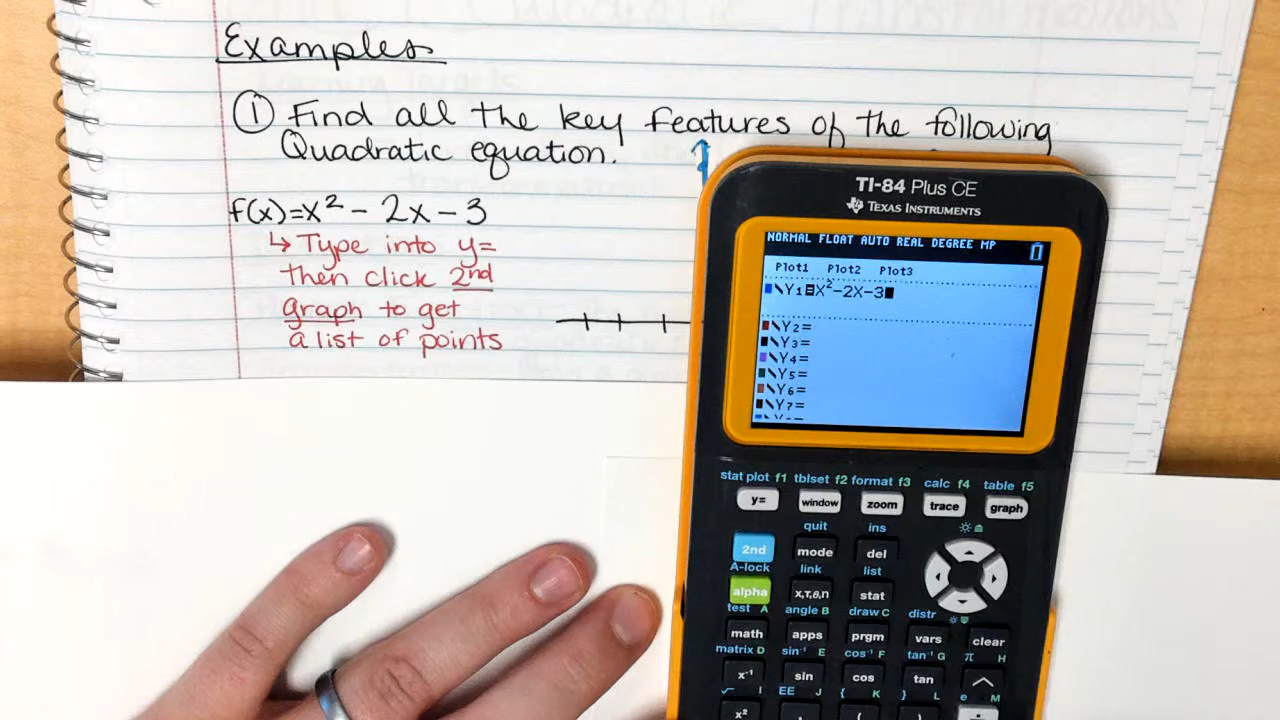 Examples
① Find all the key features of the following
Quadratic equation.
f(x)=x² - 2x - 3
↳ Type into y=
then click 2nd
graph to get
a list of points
TI-84 Plus CE
TEXAS INSTRUMENTS
NORMAL FLOAT AUTO REAL DEGREE MP
Plot1 Plot2 Plot3
Y1=X²-2X-3
Y2=
Y3=
Y4=
Y5=
Y6=
Y7=
stat plot f1 tblset f2 format f3 calc f4 table f5
y= window zoom trace graph
quit ins
2nd mode del
A-lock link list
alpha X,T,θ,n stat
test A angle B draw C distr
math apps prgm vars clear
matrix D sin⁻¹ E cos⁻¹ F tan⁻¹ G π H
x⁻¹ sin cos tan ^
√ I EE J { K } L e M
x² , ( ) ÷